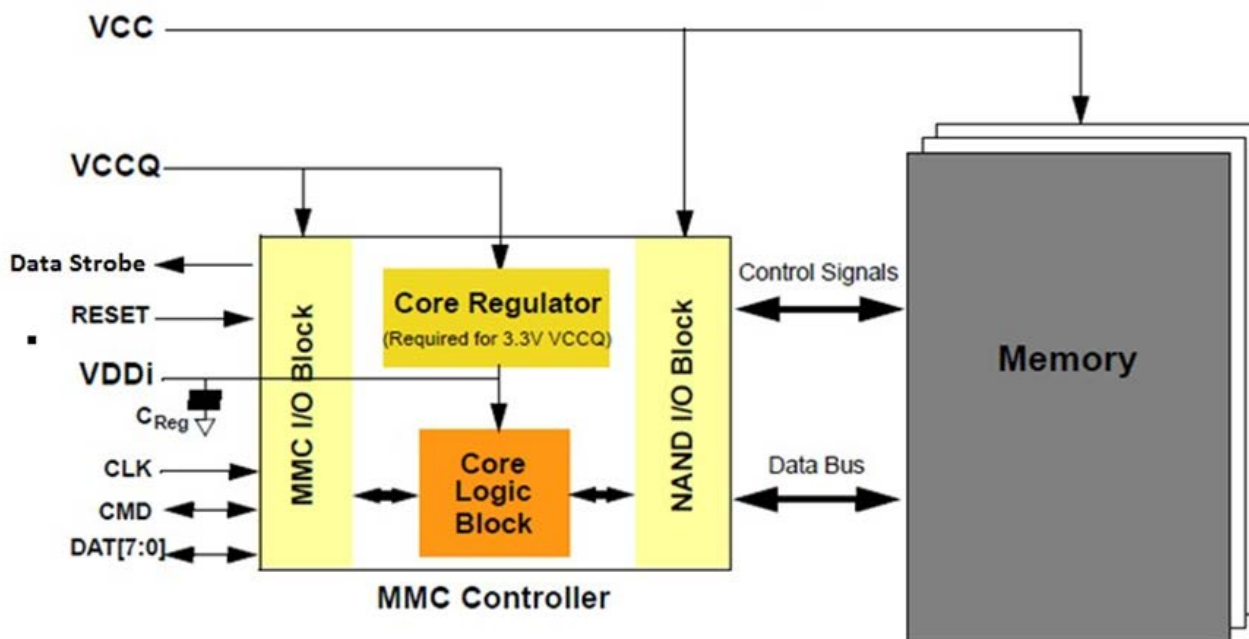 VCC
VCCQ
Data Strobe
RESET
VDDi
CReg
CLK
CMD
DAT[7:0]
MMC I/O Block
Core Regulator
(Required for 3.3V VCCQ)
Core
Logic
Block
NAND I/O Block
MMC Controller
Control Signals
Data Bus
Memory